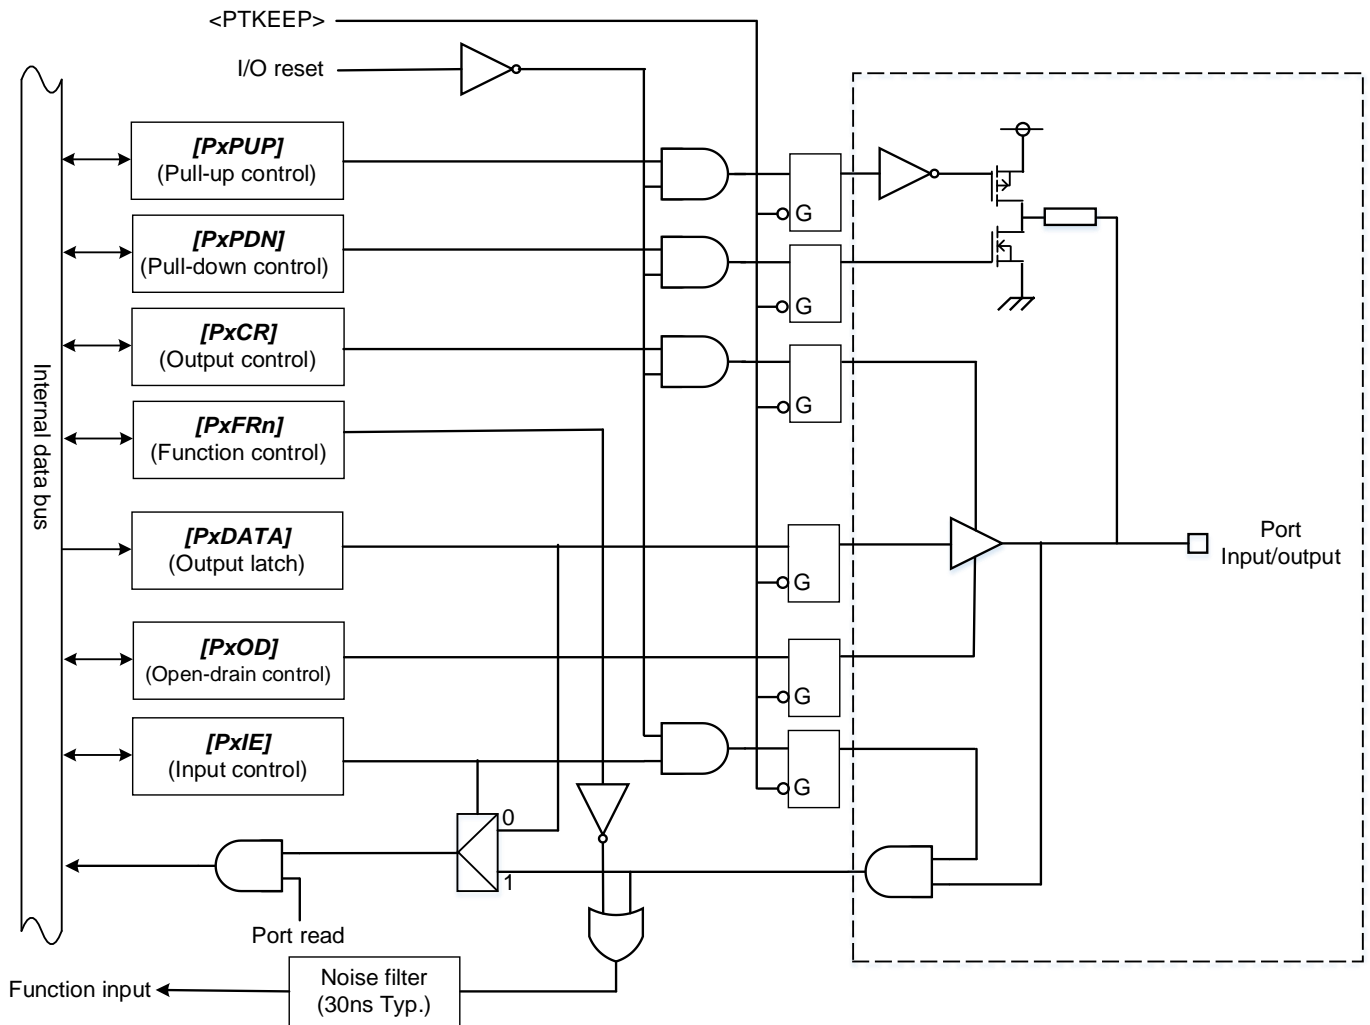 <PTKEEP>
I/O reset
[PxPUP]
(Pull-up control)
G
[PxPDN]
(Pull-down control)
G
[PxCR]
(Output control)
G
[PxFRn]
(Function control)
Internal data bus
[PxDATA]
(Output latch)
G
Port
Input/output
[PxOD]
(Open-drain control)
G
[PxIE]
(Input control)
G
0
1
Port read
Noise filter
(30ns Typ.)
Function input